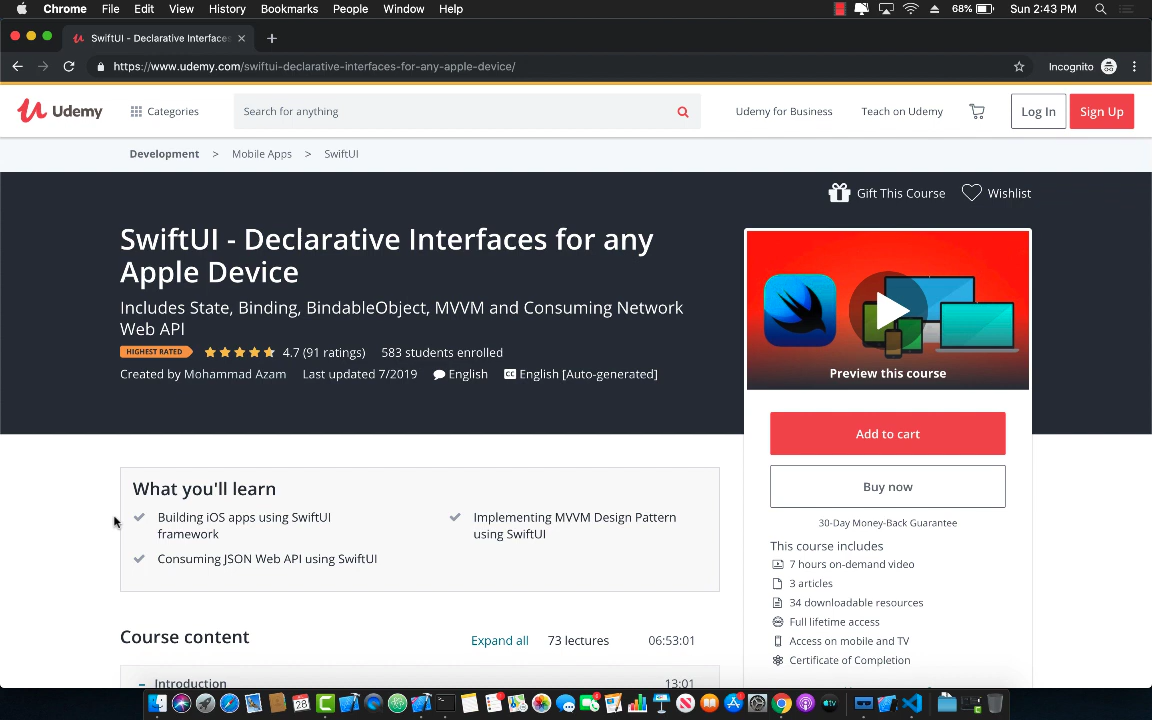 Chrome File Edit View History Bookmarks People Window Help 68% Sun 2:43 PM
SwiftUI - Declarative Interfaces
https://www.udemy.com/swiftui-declarative-interfaces-for-any-apple-device/ Incognito
Udemy Categories Search for anything Udemy for Business Teach on Udemy Log In Sign Up
Development > Mobile Apps > SwiftUI
Gift This Course Wishlist
SwiftUI - Declarative Interfaces for any
Apple Device
Includes State, Binding, BindableObject, MVVM and Consuming Network
Web API
HIGHEST RATED 4.7 (91 ratings) 583 students enrolled
Created by Mohammad Azam Last updated 7/2019 English CC English [Auto-generated]
Preview this course
Add to cart
Buy now
30-Day Money-Back Guarantee
This course includes
7 hours on-demand video
3 articles
34 downloadable resources
Full lifetime access
Access on mobile and TV
Certificate of Completion
What you'll learn
Building iOS apps using SwiftUI
framework
Implementing MVVM Design Pattern
using SwiftUI
Consuming JSON Web API using SwiftUI
Course content Expand all 73 lectures 06:53:01
Introduction 13:01